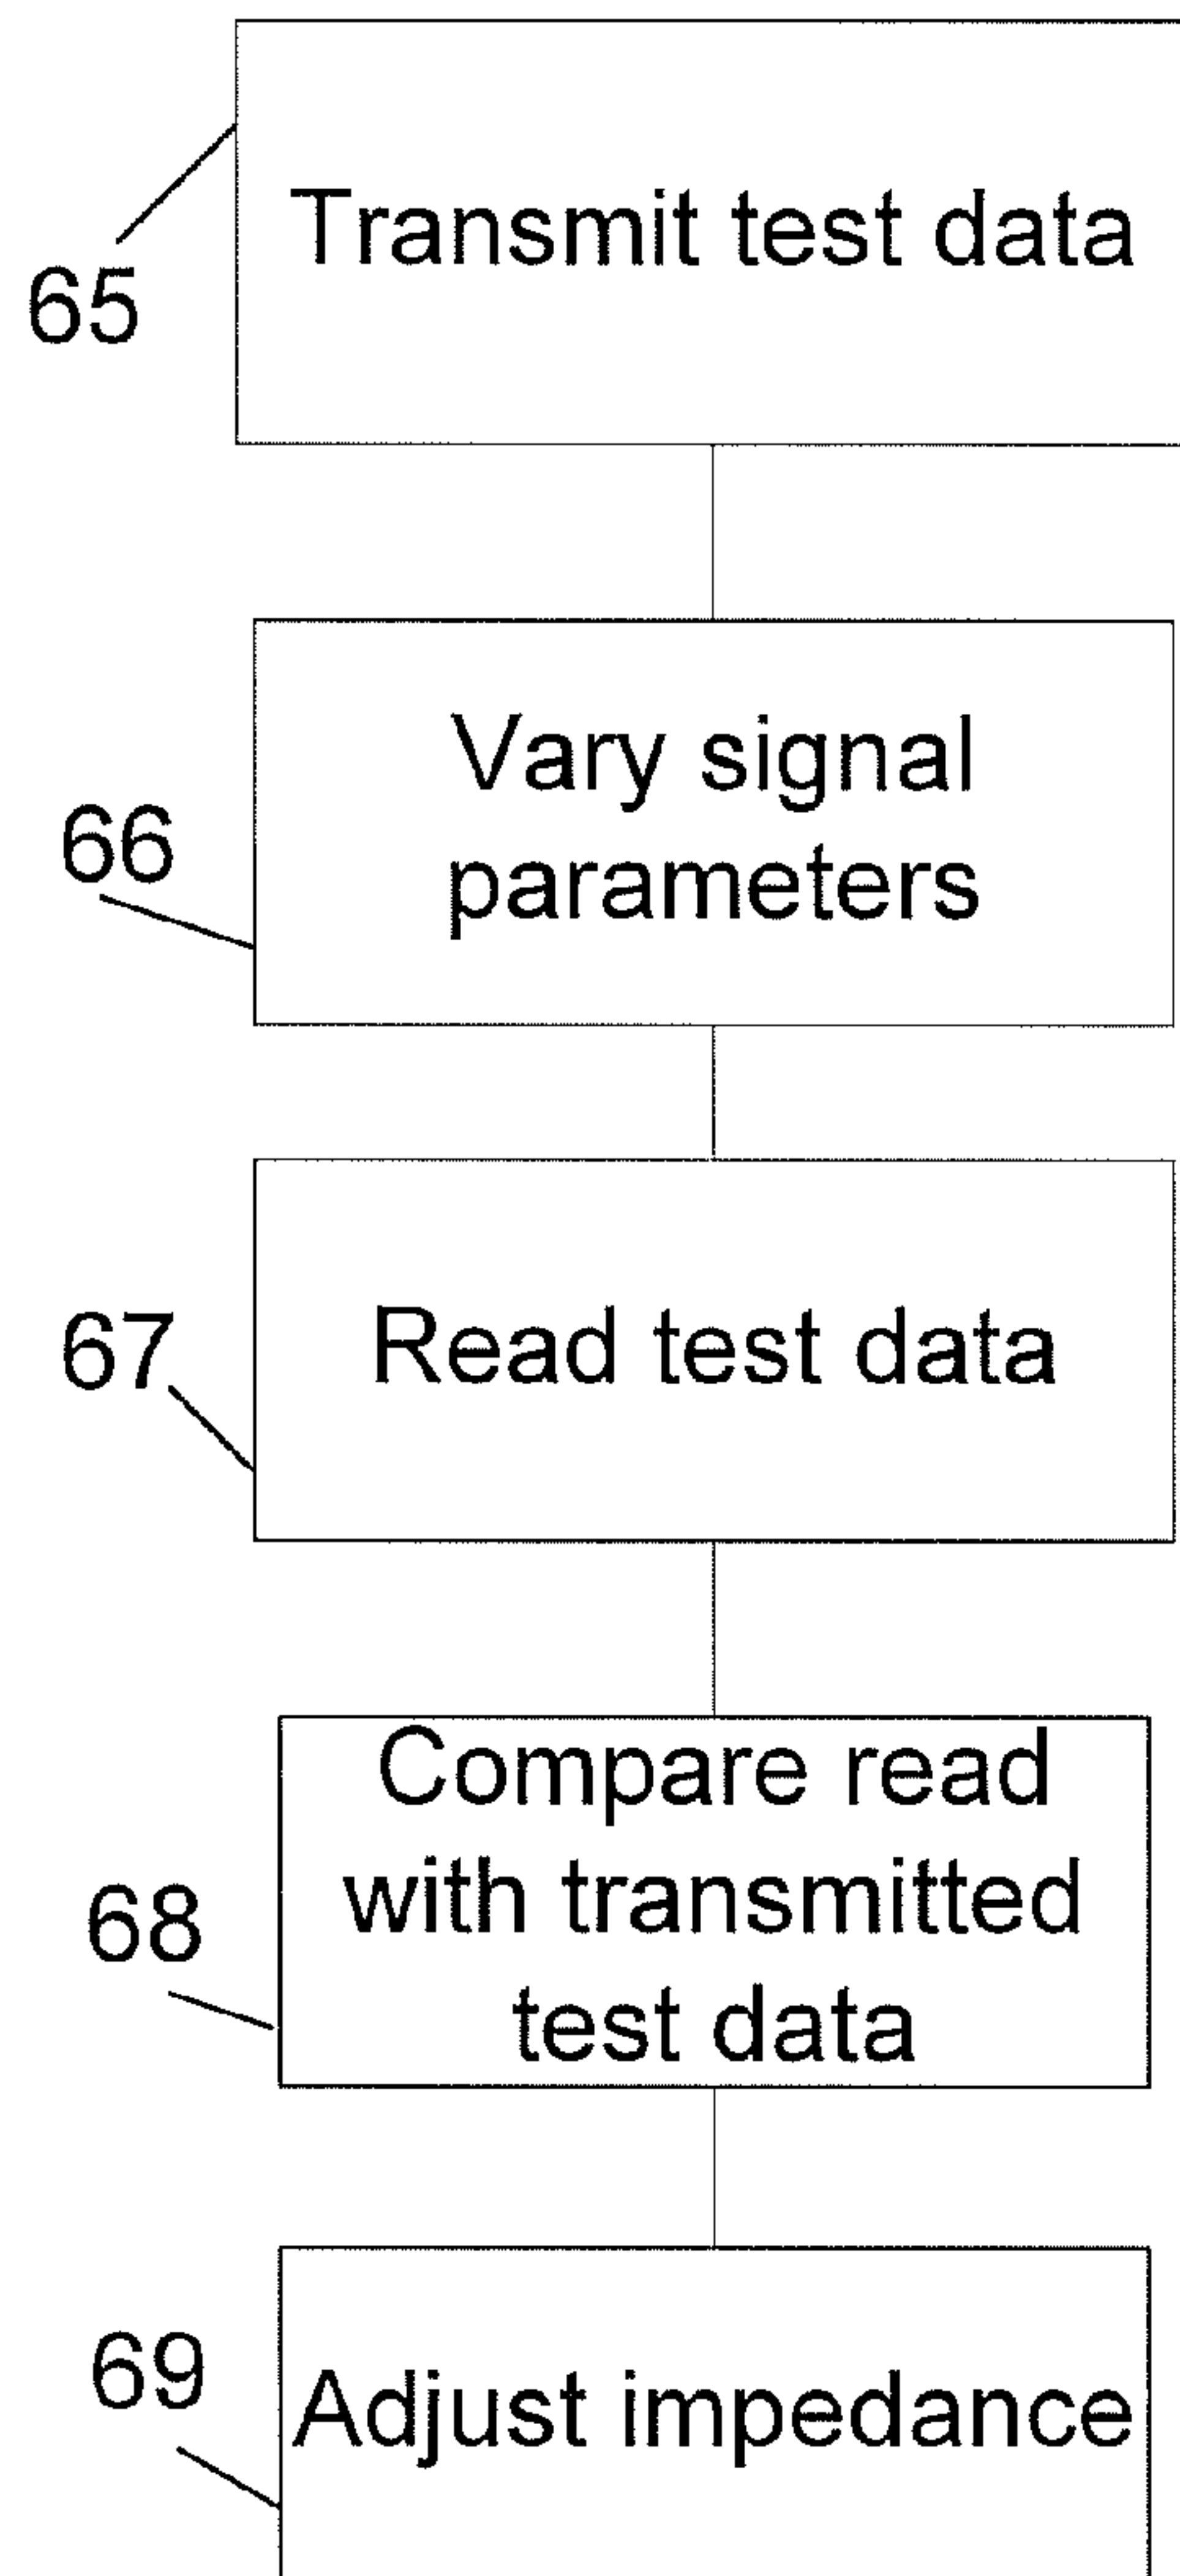 Transmit test data
65
Vary signal
parameters
66
Read test data
67
Compare read
with transmitted
test data
68
Adjust impedance
69